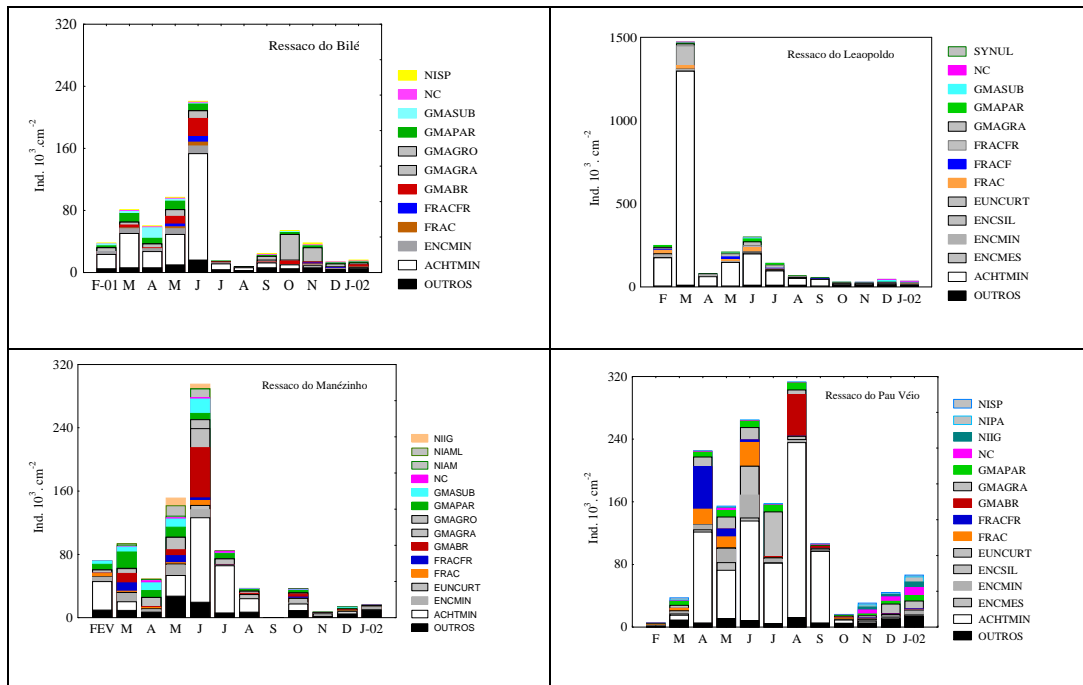 Ressaco do Bilé
Ind. 10³. cm⁻²
320
240
160
80
0
F-01 M A M J J A S O N D J-02
NISP
NC
GMASUB
GMAPAR
GMAGRO
GMAGRA
GMABR
FRACFR
FRAC
ENCMIN
ACHTMIN
OUTROS
Ressaco do Leaopoldo
Ind. 10³. cm⁻²
1500
1000
500
0
F M A M J J A S O N D J-02
SYNUL
NC
GMASUB
GMAPAR
GMAGRA
FRACFR
FRACF
FRAC
EUNCURT
ENCSIL
ENCMIN
ENCMES
ACHTMIN
OUTROS
Ressaco do Manézinho
Ind. 10³. cm⁻²
320
240
160
80
0
FEV M A M J J A S O N D J-02
NIIG
NIAML
NIAM
NC
GMASUB
GMAPAR
GMAGRO
GMAGRA
GMABR
FRACFR
FRAC
EUNCURT
ENCMIN
ACHTMIN
OUTROS
Ressaco do Pau Véio
Ind. 10³. cm⁻²
320
240
160
80
0
F M A M J J A S O N D J-02
NISP
NIPA
NIIG
NC
GMAPAR
GMAGRA
GMABR
FRACFR
FRAC
EUNCURT
ENCSIL
ENCMIN
ENCMES
ACHTMIN
OUTROS